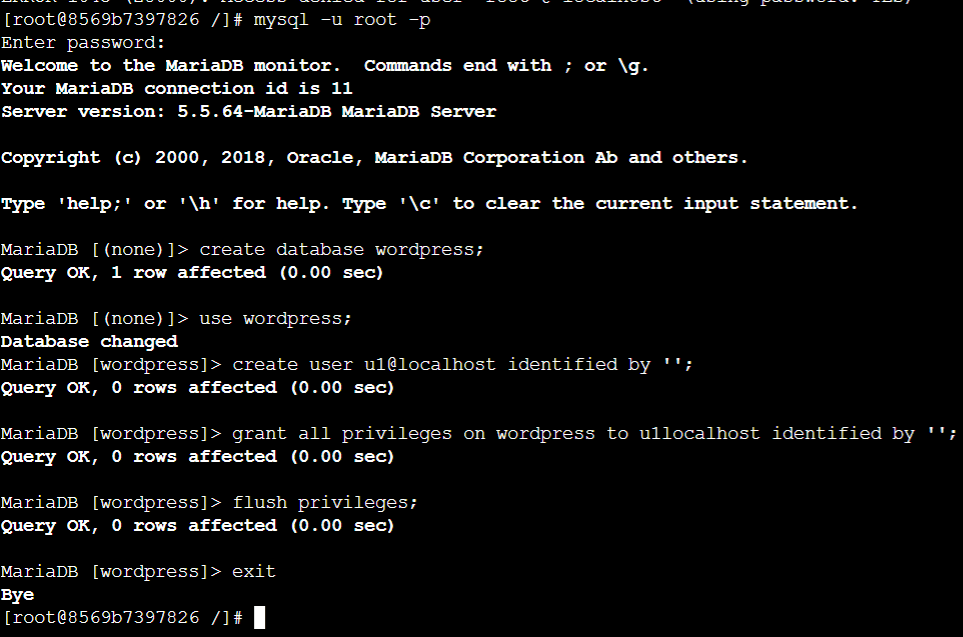 [root@8569b7397826 /]# mysql -u root -p
Enter password:
Welcome to the MariaDB monitor.  Commands end with ; or \g.
Your MariaDB connection id is 11
Server version: 5.5.64-MariaDB MariaDB Server
Copyright (c) 2000, 2018, Oracle, MariaDB Corporation Ab and others.
Type 'help;' or '\h' for help. Type '\c' to clear the current input statement.
MariaDB [(none)]> create database wordpress;
Query OK, 1 row affected (0.00 sec)
MariaDB [(none)]> use wordpress;
Database changed
MariaDB [wordpress]> create user u1@localhost identified by '';
Query OK, 0 rows affected (0.00 sec)
MariaDB [wordpress]> grant all privileges on wordpress to u1localhost identified by '';
Query OK, 0 rows affected (0.00 sec)
MariaDB [wordpress]> flush privileges;
Query OK, 0 rows affected (0.00 sec)
MariaDB [wordpress]> exit
Bye
[root@8569b7397826 /]#